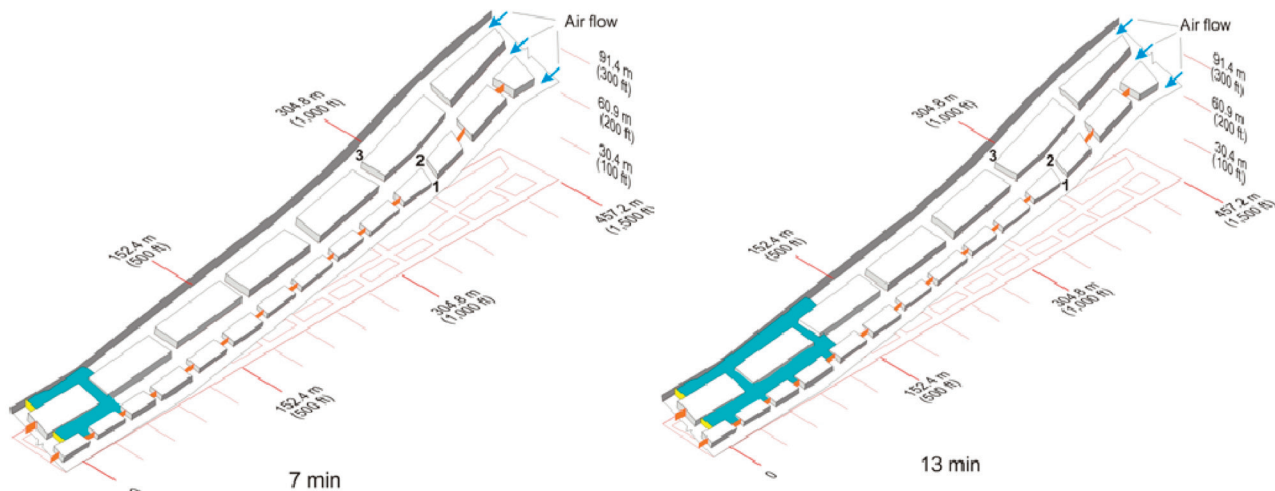 Air flow
91.4 m
(300 ft)
60.9 m
(200 ft)
30.4 m
(100 ft)
304.8 m
(1,000 ft)
3
2
1
457.2 m
(1,500 ft)
152.4 m
(500 ft)
304.8 m
(1,000 ft)
152.4 m
(500 ft)
7 min
Air flow
91.4 m
(300 ft)
60.9 m
(200 ft)
30.4 m
(100 ft)
304.8 m
(1,000 ft)
3
2
1
457.2 m
(1,500 ft)
152.4 m
(500 ft)
304.8 m
(1,000 ft)
152.4 m
(500 ft)
0
13 min